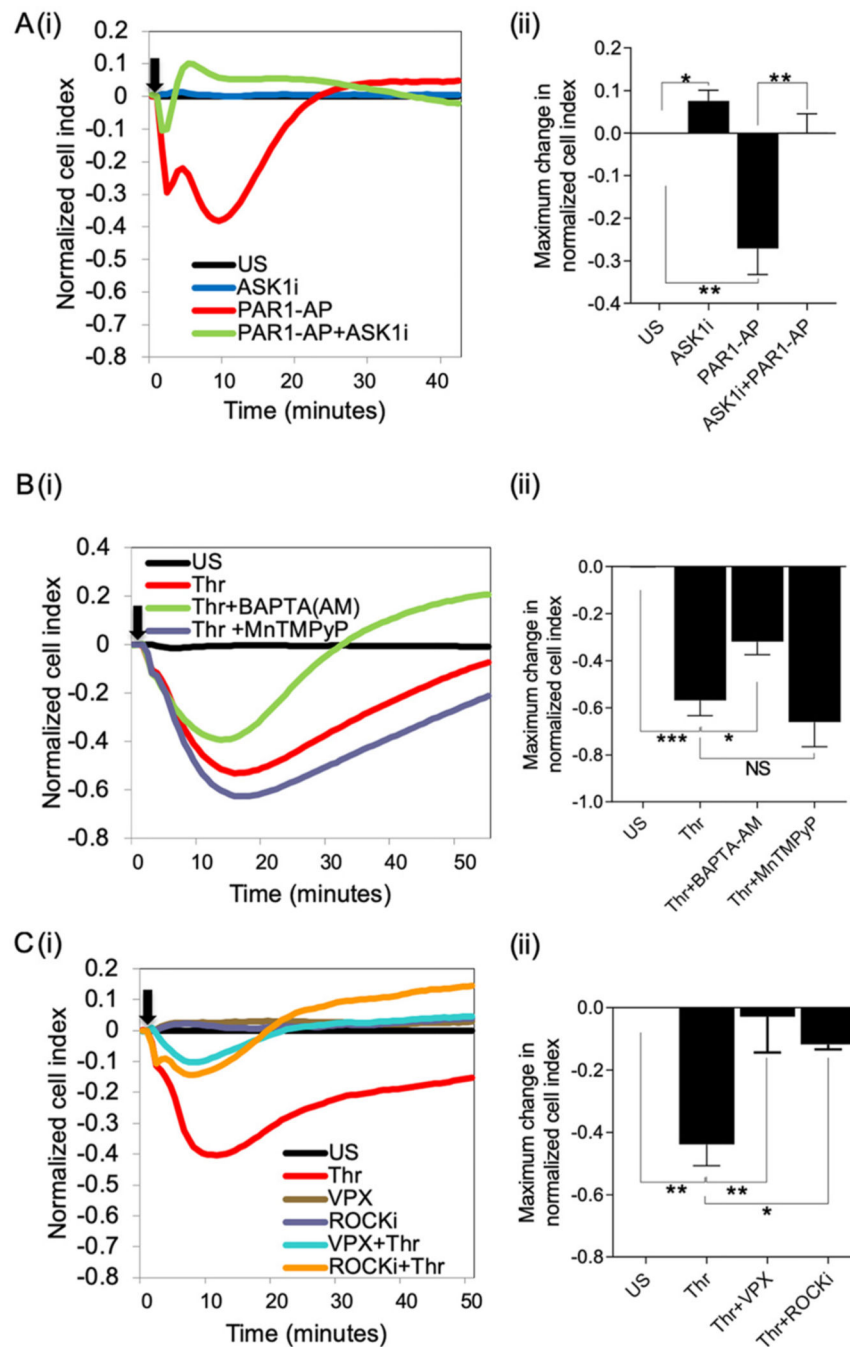 A(i)
(ii)
Normalized cell index
0.2
0.1
0
-0.1
-0.2
-0.3
-0.4
-0.5
-0.6
-0.7
-0.8
US
ASK1i
PAR1-AP
PAR1-AP+ASK1i
0 10 20 30 40
Time (minutes)
Maximum change in
normalized cell index
0.2
0.1
0.0
-0.1
-0.2
-0.3
-0.4
*
**
**
US
ASK1i
PAR1-AP
ASK1i+PAR1-AP
B(i)
(ii)
Normalized cell index
0.4
0.2
0
-0.2
-0.4
-0.6
-0.8
US
Thr
Thr+BAPTA(AM)
Thr +MnTMPyP
0 10 20 30 40 50
Time (minutes)
Maximum change in
normalized cell index
0.0
-0.2
-0.4
-0.6
-0.8
-1.0
*** *
NS
US
Thr
Thr+BAPTA-AM
Thr+MnTMPyP
C(i)
(ii)
Normalized cell index
0.2
0.1
0
-0.1
-0.2
-0.3
-0.4
-0.5
-0.6
-0.7
-0.8
US
Thr
VPX
ROCKi
VPX+Thr
ROCKi+Thr
0 10 20 30 40 50
Time (minutes)
Maximum change in
normalized cell index
0.0
-0.2
-0.4
-0.6
-0.8
** **
*
US
Thr
Thr+VPX
Thr+ROCKi